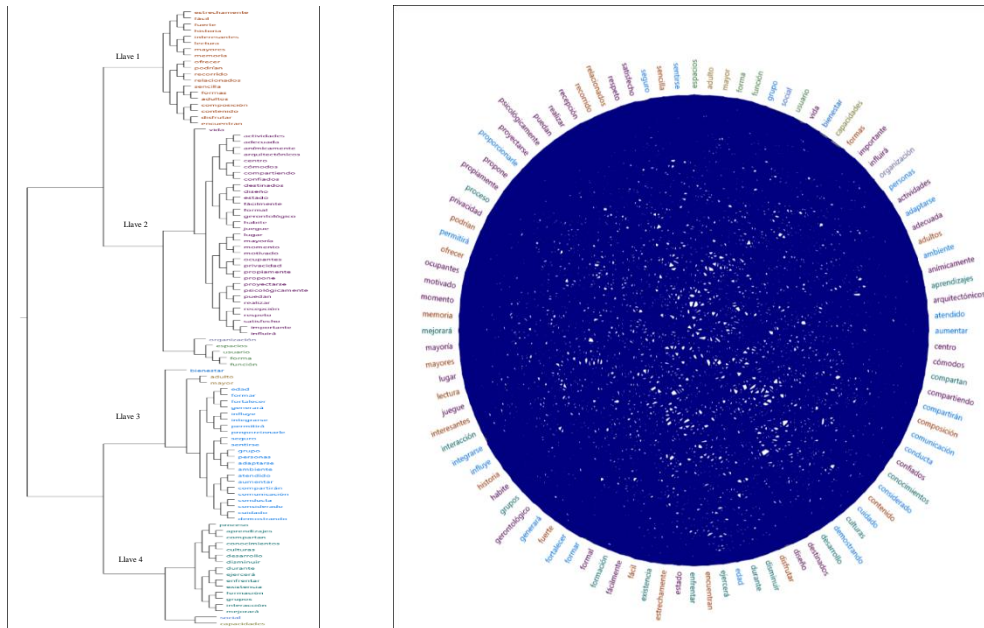 Llave 1
estrechamente
fácil
fuerte
historia
interesantes
lectura
mayores
memoria
ofrecer
podrían
recorrido
relacionados
sencilla
formas
adultos
composición
contenido
disfrutar
encuentran
Llave 2
vida
actividades
adecuada
anímicamente
arquitectónicos
centro
cómodos
compartiendo
confiados
destinados
diseño
estado
fácilmente
formal
gerontológico
habite
juegue
lugar
mayoría
momento
motivado
ocupantes
privacidad
propiamente
propone
proyectarse
psicológicamente
puedan
realizar
recepción
respeto
satisfecho
importante
influirá
organización
espacios
usuario
forma
función
Llave 3
bienestar
adulto
mayor
edad
formar
fortalecer
generará
influye
integrarse
permitirá
proporcionarle
seguro
sentirse
grupo
personas
adaptarse
ambiente
atendido
aumentar
compartirán
comunicación
conducta
considerado
cuidado
demostrando
Llave 4
proceso
aprendizajes
compartan
conocimientos
culturas
desarrollo
disminuir
durante
ejercerá
enfrentar
existencia
formación
grupos
interacción
mejorará
social
capacidades
espacios
adulto
mayor
forma
función
grupo
social
usuario
vida
bienestar
capacidades
formas
importante
influirá
organización
personas
actividades
adaptarse
adecuada
adultos
ambiente
anímicamente
aprendizajes
arquitectónicos
atendido
aumentar
centro
cómodos
compartan
compartiendo
compartirán
composición
comunicación
conducta
confiados
conocimientos
considerado
contenido
cuidado
culturas
demostrando
desarrollo
destinados
diseño
disfrutar
disminuir
durante
edad
ejercerá
encuentran
enfrentar
estado
estrechamente
existencia
fácil
fácilmente
formación
formal
formar
fortalecer
fuerte
generará
gerontológico
grupos
habite
historia
influye
integrarse
interacción
interesantes
juegue
lectura
lugar
mayores
mayoría
mejorará
memoria
momento
motivado
ocupantes
ofrecer
permitirá
podrían
privacidad
proceso
propiamente
propone
proporcionarle
proyectarse
psicológicamente
puedan
realizar
recepción
recorrido
relacionados
respeto
satisfecho
seguro
sencilla
sentirse